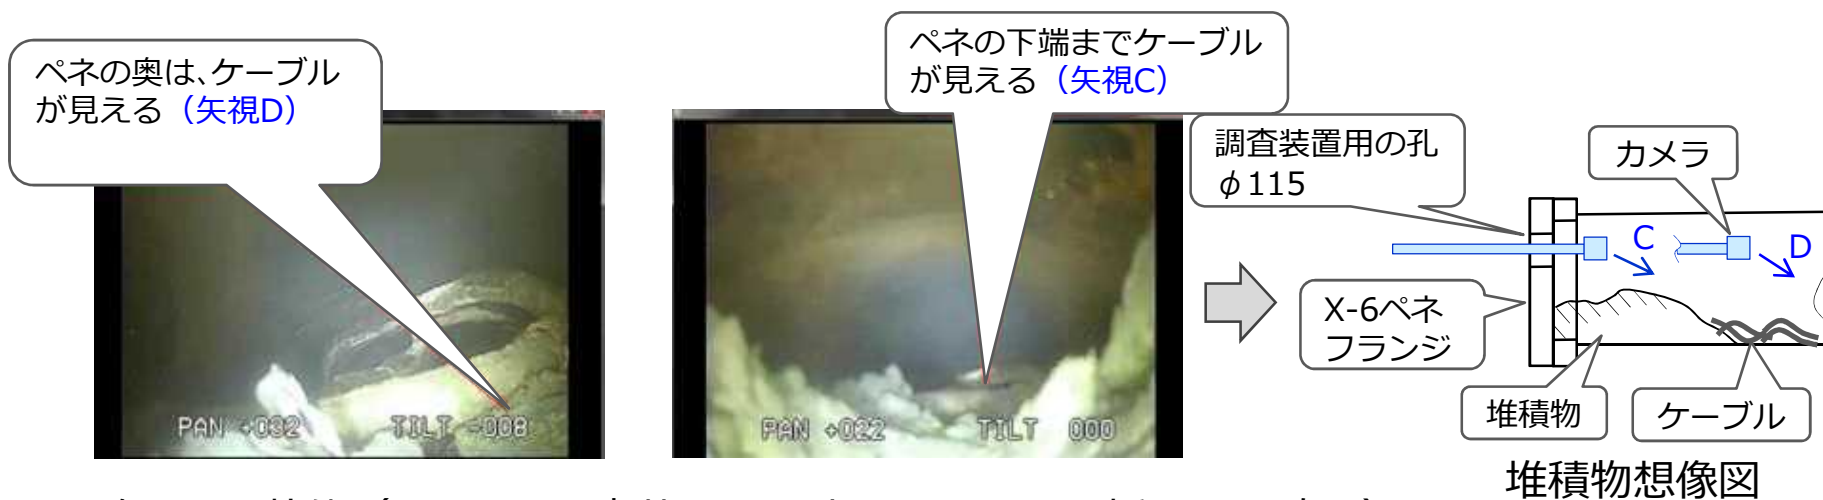 ペネの奥は、ケーブル
が見える（矢視D）
ペネの下端までケーブル
が見える（矢視C）
調査装置用の孔
φ115
カメラ
C
D
X-6ペネ
フランジ
堆積物
ケーブル
PAN +032 TILT -008
PAN +022 TILT 000
堆積物想像図